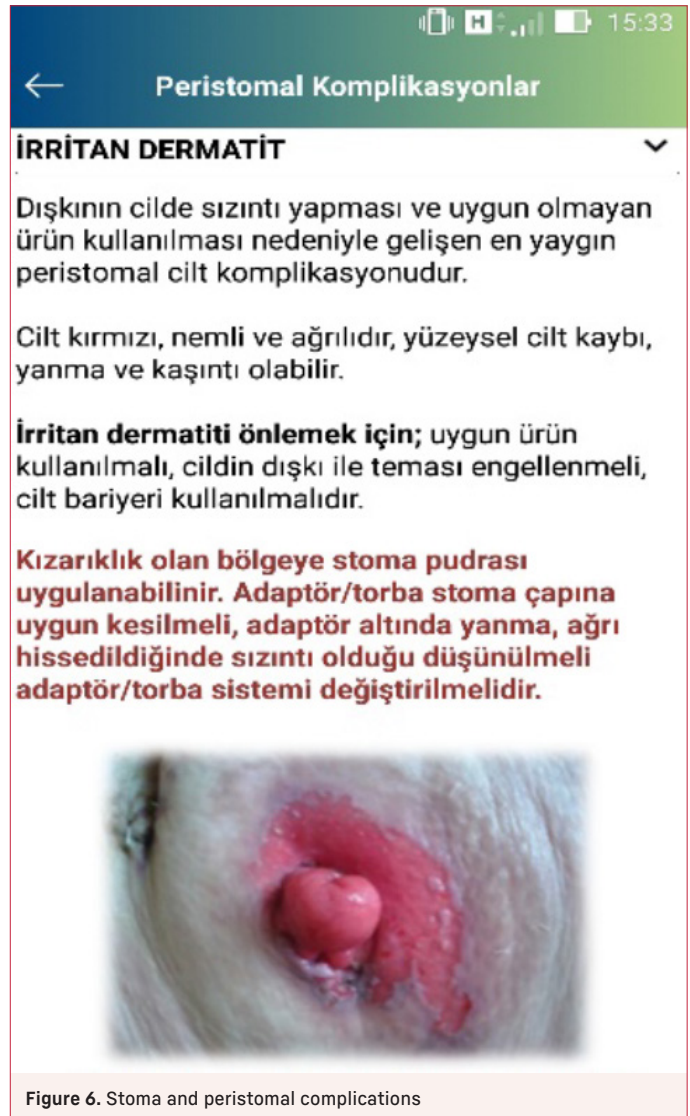 H 15:33
← Peristomal Komplikasyonlar
İRRİTAN DERMATİT
Dışkının cilde sızıntı yapması ve uygun olmayan
ürün kullanılması nedeniyle gelişen en yaygın
peristomal cilt komplikasyonudur.
Cilt kırmızı, nemli ve ağrılıdır, yüzeysel cilt kaybı,
yanma ve kaşıntı olabilir.
İrritan dermatiti önlemek için; uygun ürün
kullanılmalı, cildin dışkı ile teması engellenmeli,
cilt bariyeri kullanılmalıdır.
Kızarıklık olan bölgeye stoma pudrası
uygulanabilinir. Adaptör/torba stoma çapına
uygun kesilmeli, adaptör altında yanma, ağrı
hissedildiğinde sızıntı olduğu düşünülmeli
adaptör/torba sistemi değiştirilmelidir.
Figure 6. Stoma and peristomal complications